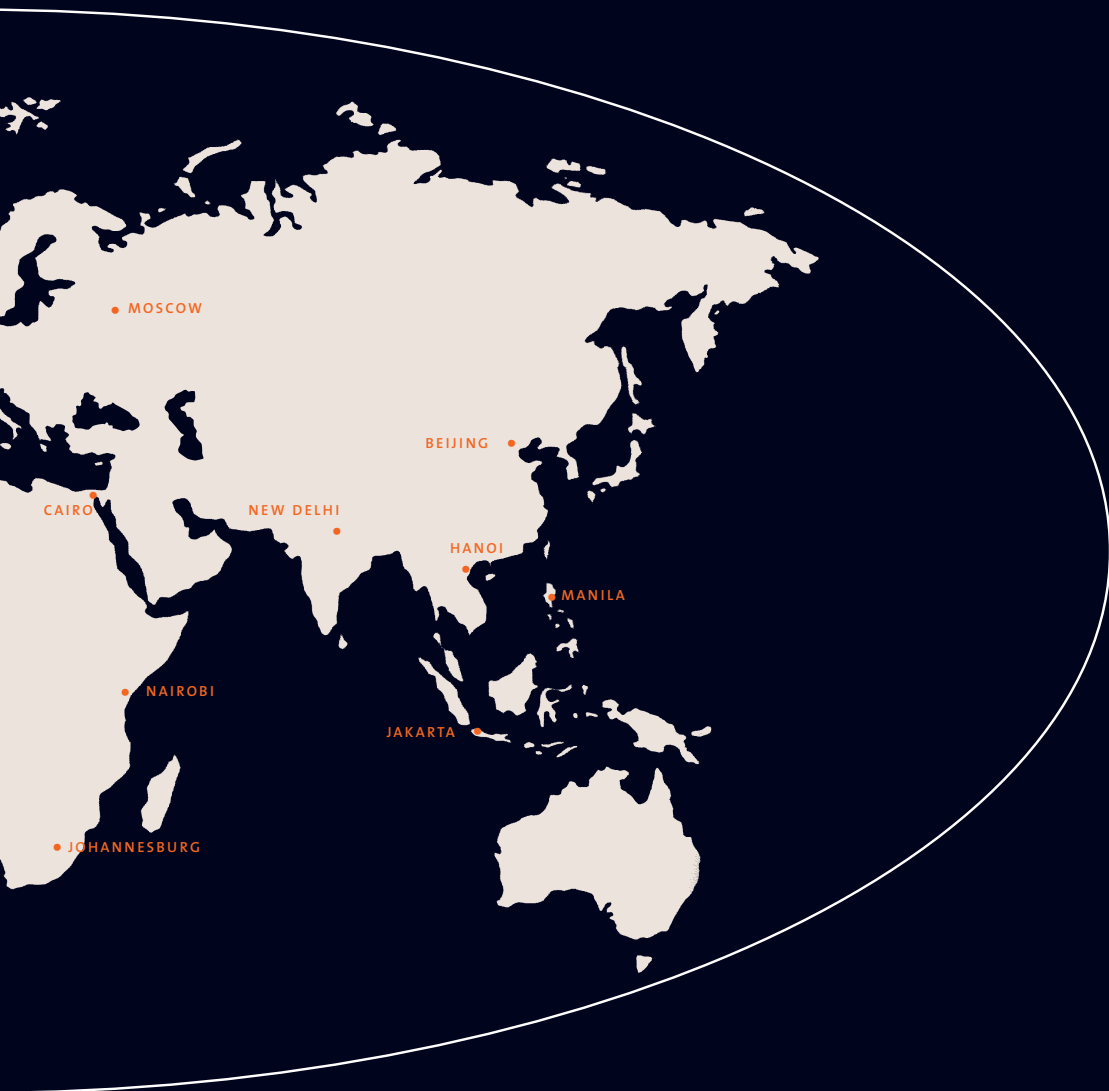 MOSCOW
BEIJING
CAIRO
NEW DELHI
HANOI
MANILA
NAIROBI
JAKARTA
JOHANNESBURG